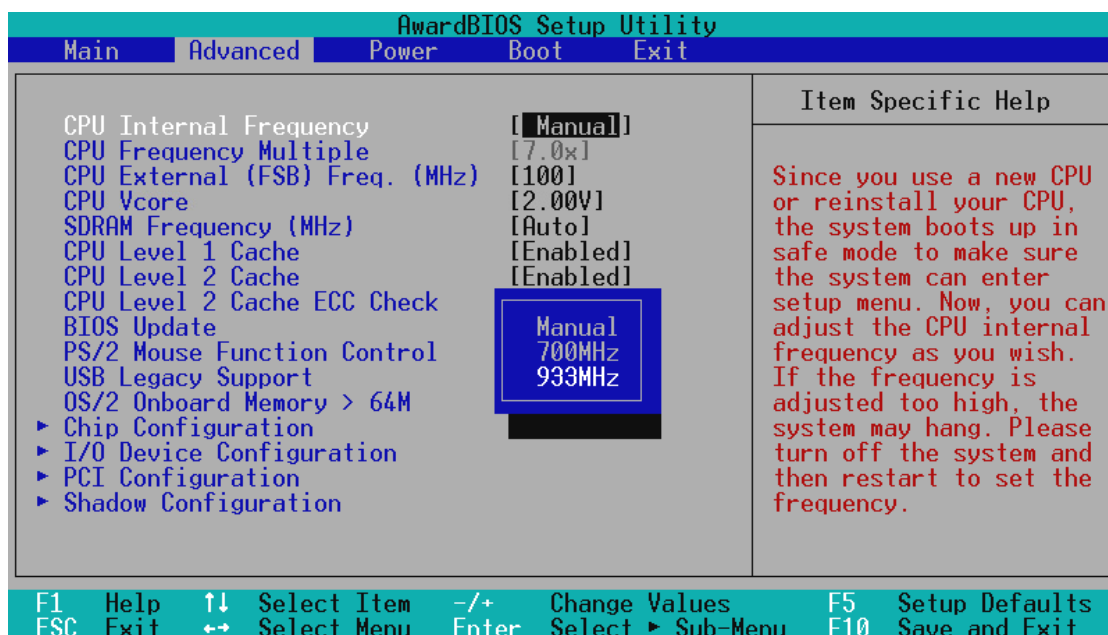 AwardBIOS Setup Utility
Main Advanced Power Boot Exit
CPU Internal Frequency [ Manual]
CPU Frequency Multiple [7.0x]
CPU External (FSB) Freq. (MHz) [100]
CPU Vcore [2.00V]
SDRAM Frequency (MHz) [Auto]
CPU Level 1 Cache [Enabled]
CPU Level 2 Cache [Enabled]
CPU Level 2 Cache ECC Check
BIOS Update
PS/2 Mouse Function Control
USB Legacy Support
OS/2 Onboard Memory > 64M
► Chip Configuration
► I/O Device Configuration
► PCI Configuration
► Shadow Configuration
Manual
700MHz
933MHz
Item Specific Help
Since you use a new CPU
or reinstall your CPU,
the system boots up in
safe mode to make sure
the system can enter
setup menu. Now, you can
adjust the CPU internal
frequency as you wish.
If the frequency is
adjusted too high, the
system may hang. Please
turn off the system and
then restart to set the
frequency.
F1 Help ↑↓ Select Item -/+ Change Values F5 Setup Defaults
ESC Exit ←→ Select Menu Enter Select ► Sub-Menu F10 Save and Exit